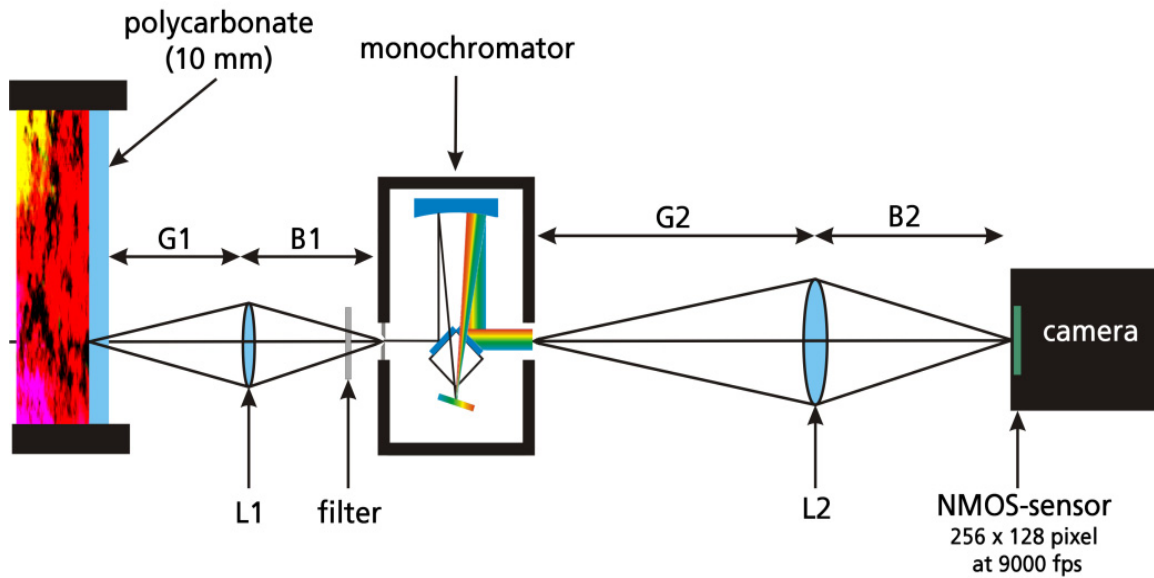 polycarbonate
(10 mm)
monochromator
G1
B1
G2
B2
camera
L1
filter
L2
NMOS-sensor
256 x 128 pixel
at 9000 fps